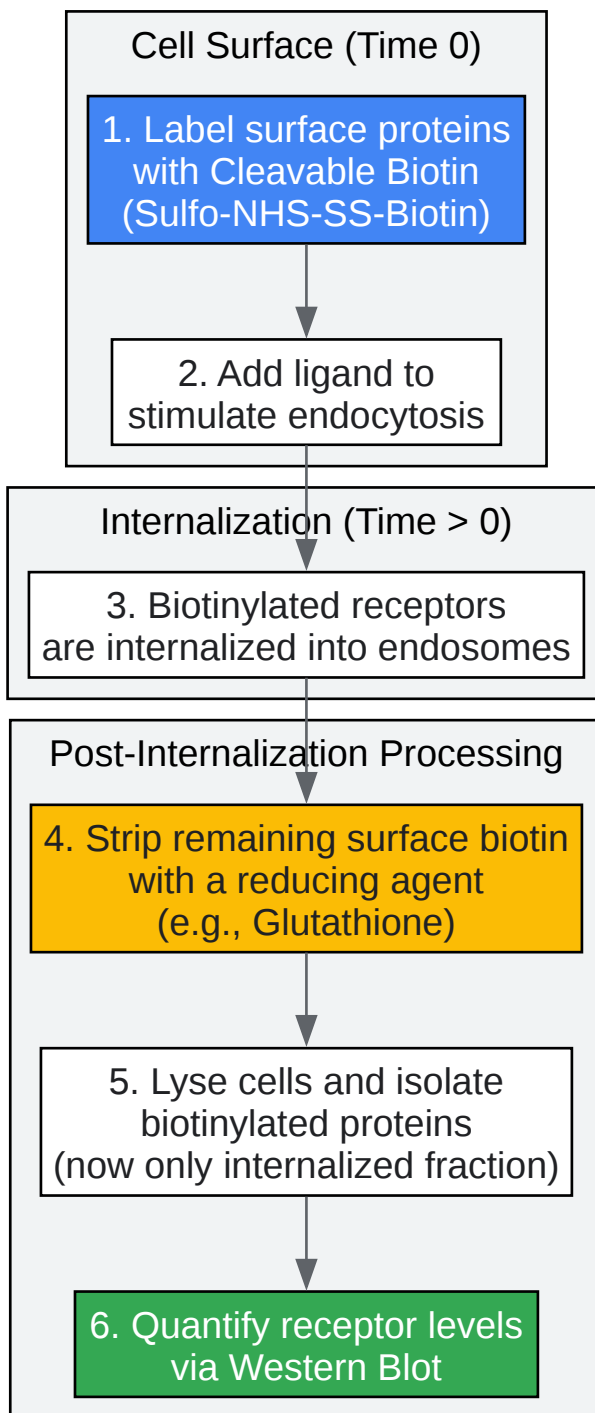 Cell Surface (Time 0)
1. Label surface proteins
with Cleavable Biotin
(Sulfo-NHS-SS-Biotin)
2. Add ligand to
stimulate endocytosis
Internalization (Time > 0)
3. Biotinylated receptors
are internalized into endosomes
Post-Internalization Processing
4. Strip remaining surface biotin
with a reducing agent
(e.g., Glutathione)
5. Lyse cells and isolate
biotinylated proteins
(now only internalized fraction)
6. Quantify receptor levels
via Western Blot